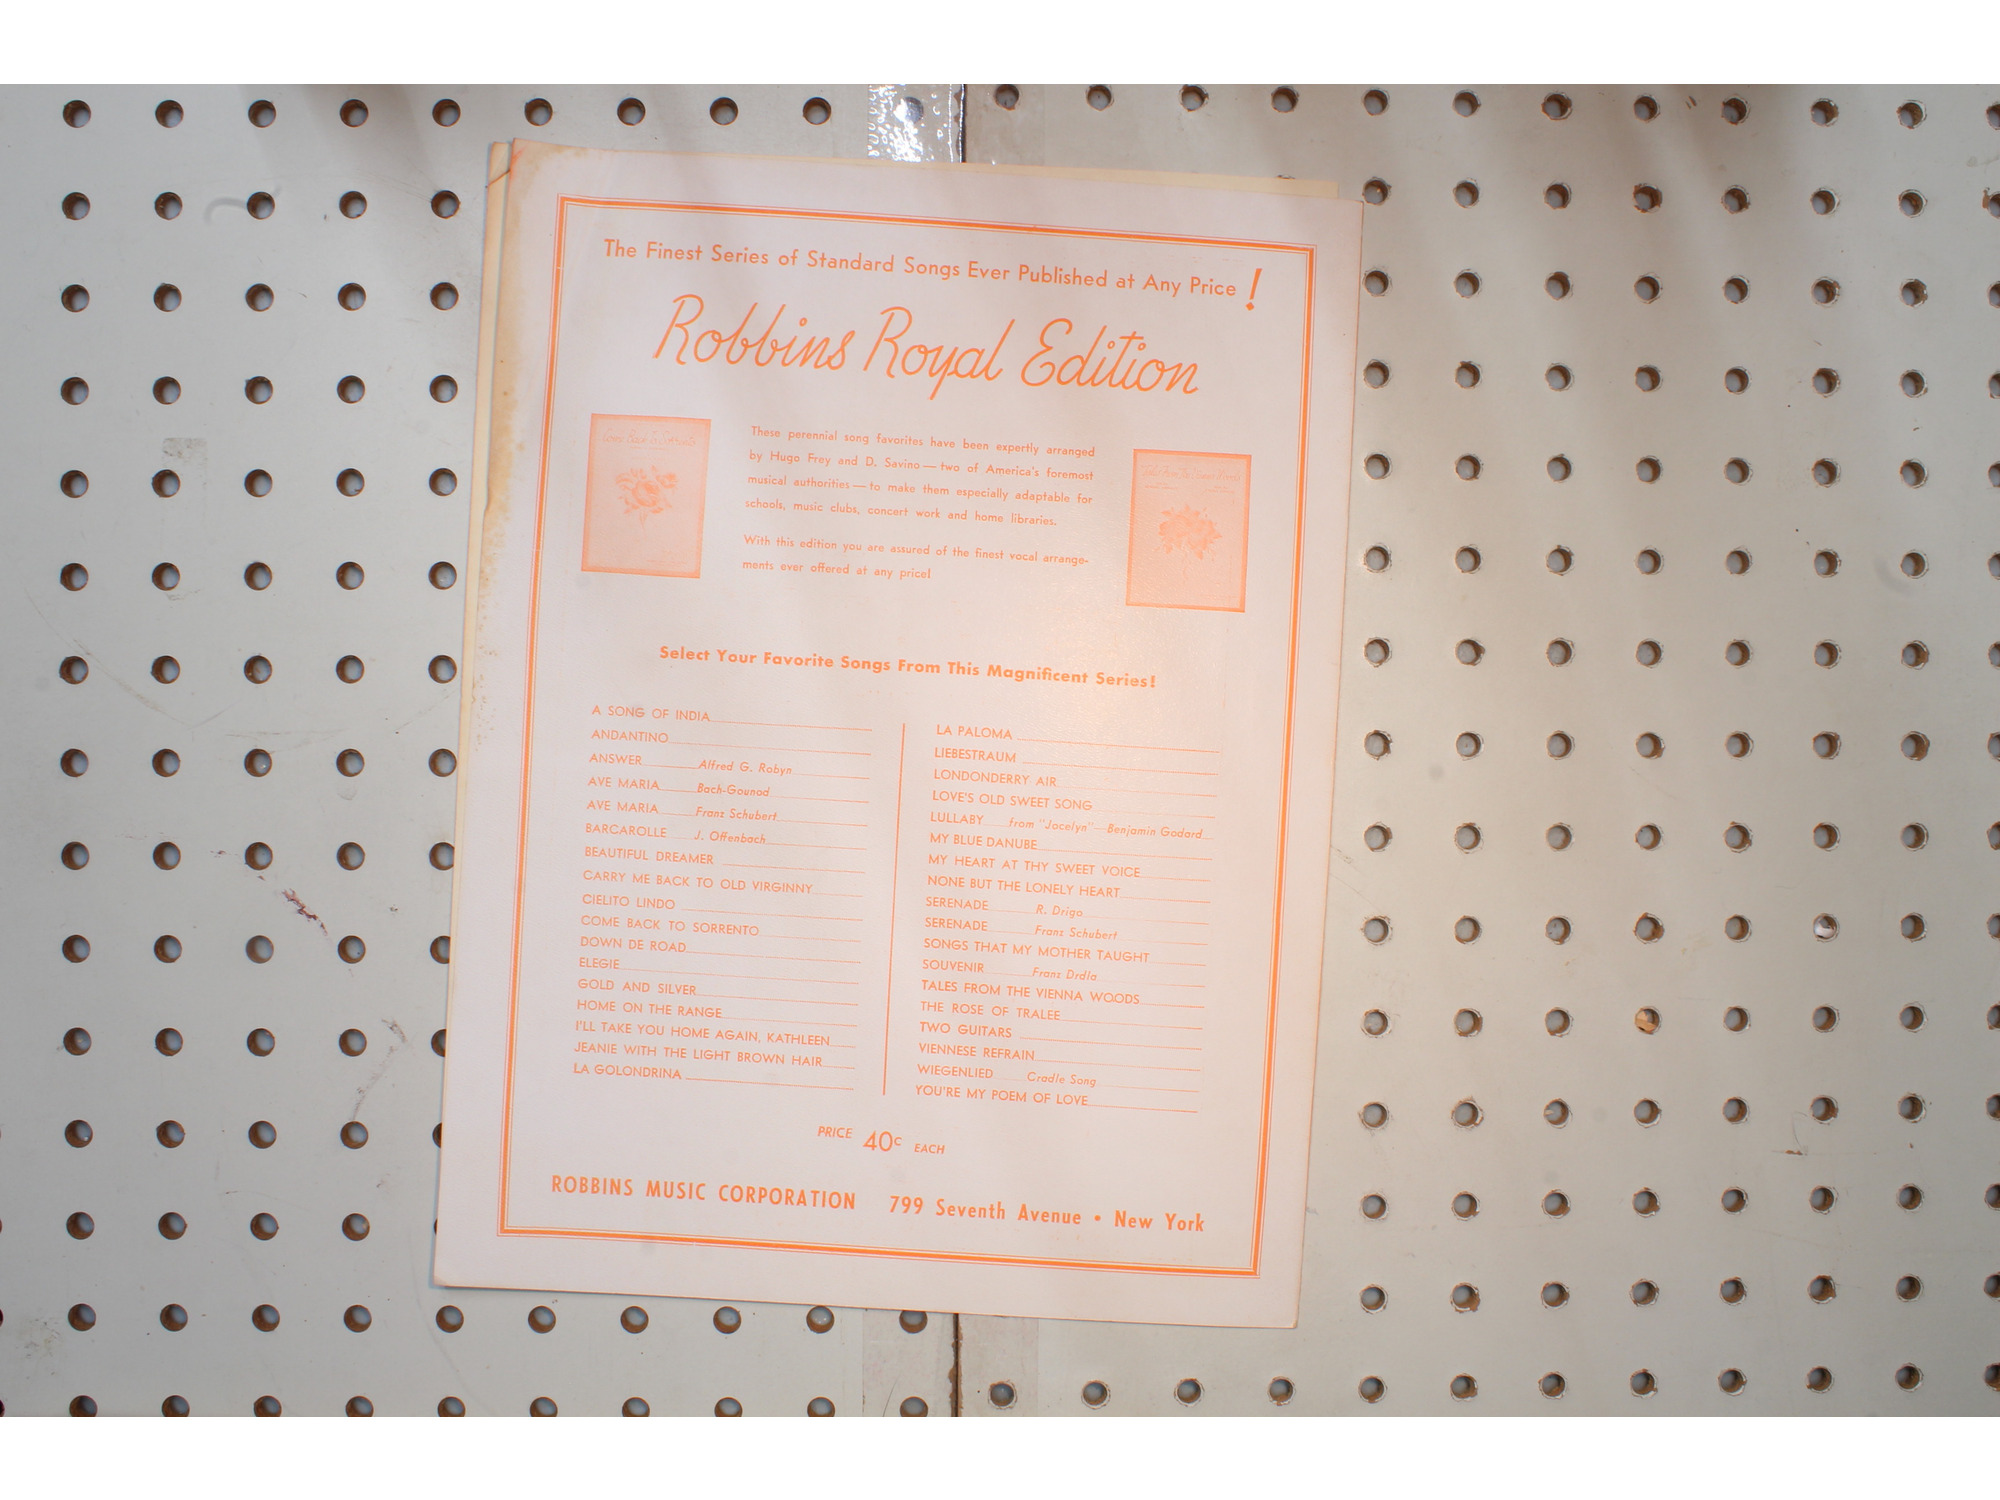 The Finest Series of Standard Songs Ever Published at Any Price!
Robbins Royal Edition
Come Back To Sorrento
These perennial song favorites have been expertly arranged
by Hugo Frey and D. Savino—two of America's foremost
musical authorities—to make them especially adaptable for
schools, music clubs, concert work and home libraries.
With this edition you are assured of the finest vocal arrange-
ments ever offered at any price!
Select Your Favorite Songs From This Magnificent Series!
A SONG OF INDIA
ANDANTINO
ANSWER Alfred G. Robyn
AVE MARIA Bach-Gounod
AVE MARIA Franz Schubert
BARCAROLLE J. Offenbach
BEAUTIFUL DREAMER
CARRY ME BACK TO OLD VIRGINNY
CIELITO LINDO
COME BACK TO SORRENTO
DOWN DE ROAD
ELEGIE
GOLD AND SILVER
HOME ON THE RANGE
I'LL TAKE YOU HOME AGAIN, KATHLEEN
JEANIE WITH THE LIGHT BROWN HAIR
LA GOLONDRINA
LA PALOMA
LIEBESTRAUM
LONDONDERRY AIR
LOVE'S OLD SWEET SONG
LULLABY from "Jocelyn" Benjamin Godard
MY BLUE DANUBE
MY HEART AT THY SWEET VOICE
NONE BUT THE LONELY HEART
SERENADE R. Drigo
SERENADE Franz Schubert
SONGS THAT MY MOTHER TAUGHT
SOUVENIR Franz Drdla
TALES FROM THE VIENNA WOODS
THE ROSE OF TRALEE
TWO GUITARS
VIENNESE REFRAIN
WIEGENLIED Cradle Song
YOU'RE MY POEM OF LOVE
PRICE 40c EACH
ROBBINS MUSIC CORPORATION 799 Seventh Avenue • New York